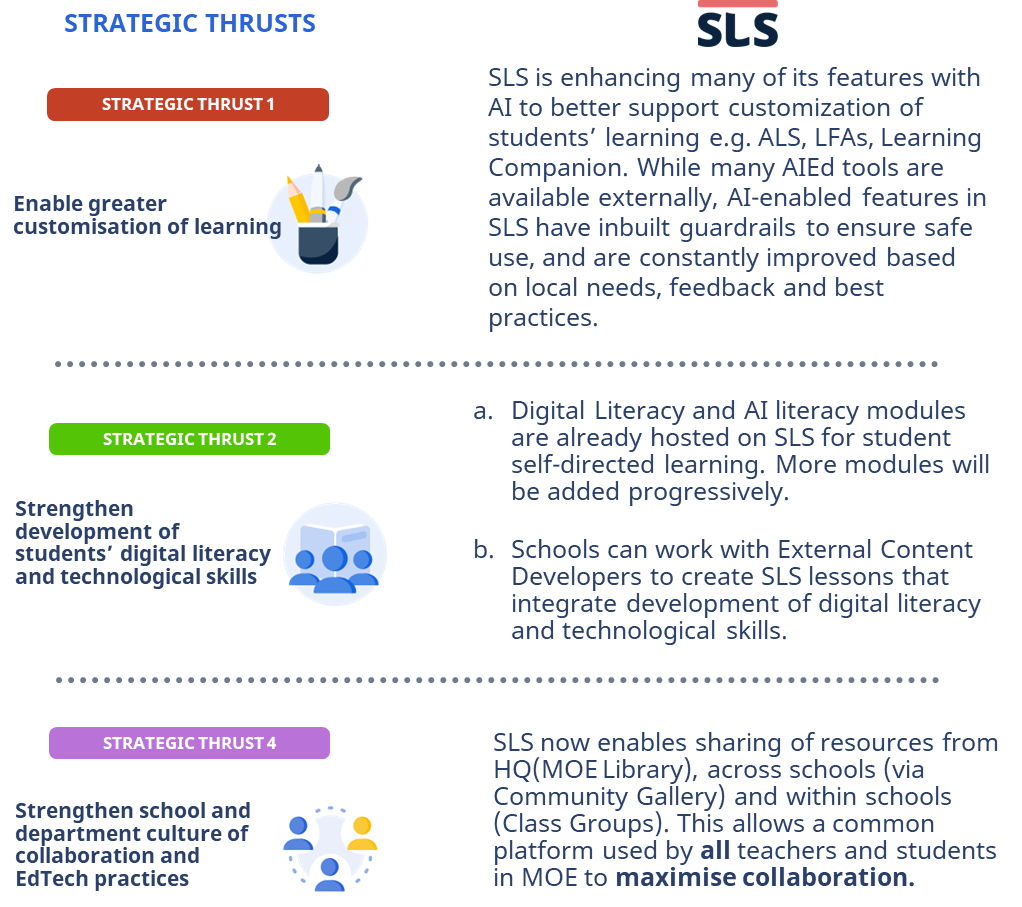 STRATEGIC THRUSTS
SLS
STRATEGIC THRUST 1
Enable greater
customisation of learning
SLS is enhancing many of its features with
AI to better support customization of
students’ learning e.g. ALS, LFAs, Learning
Companion. While many AIEd tools are
available externally, AI-enabled features in
SLS have inbuilt guardrails to ensure safe
use, and are constantly improved based
on local needs, feedback and best
practices.
STRATEGIC THRUST 2
Strengthen
development of
students’ digital literacy
and technological skills
a. Digital Literacy and AI literacy modules
are already hosted on SLS for student
self-directed learning. More modules will
be added progressively.
b. Schools can work with External Content
Developers to create SLS lessons that
integrate development of digital literacy
and technological skills.
STRATEGIC THRUST 4
Strengthen school and
department culture of
collaboration and
EdTech practices
SLS now enables sharing of resources from
HQ(MOE Library), across schools (via
Community Gallery) and within schools
(Class Groups). This allows a common
platform used by all teachers and students
in MOE to maximise collaboration.